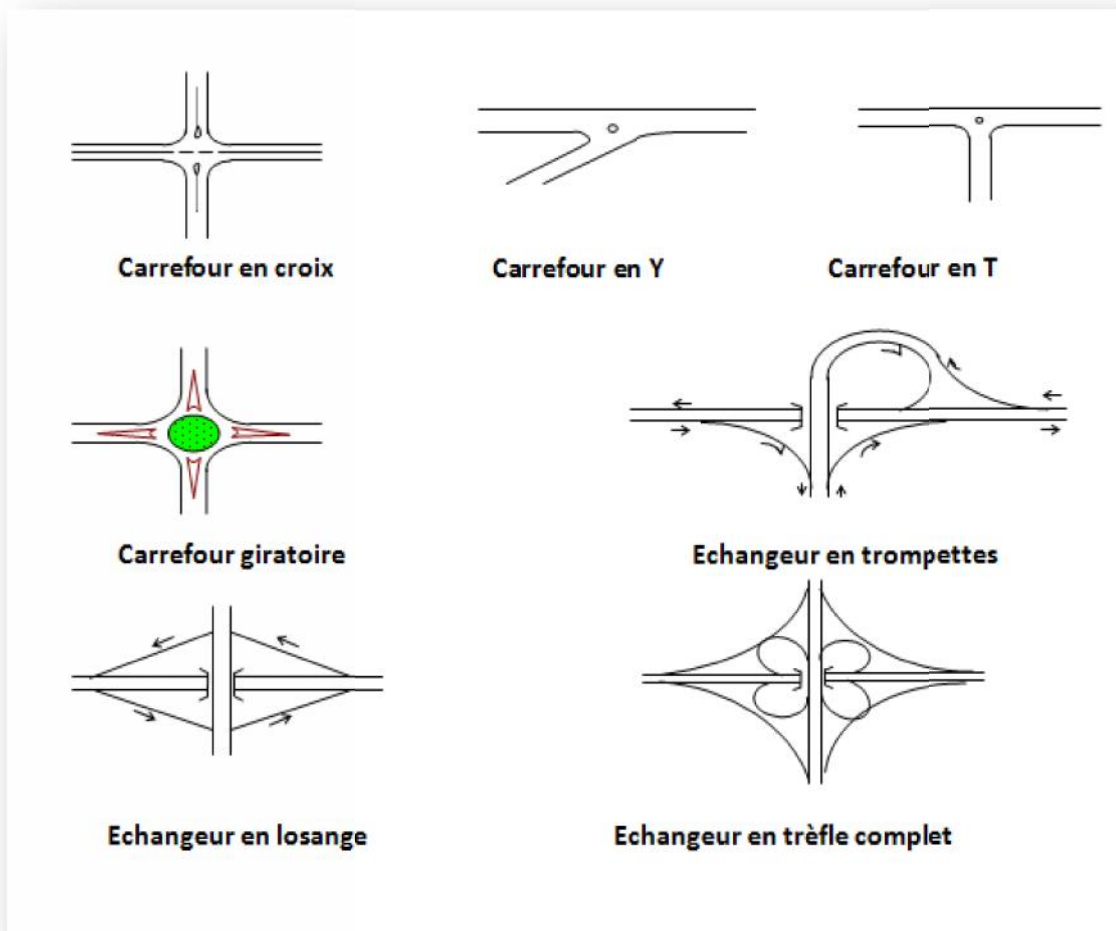 Carrefour en croix
Carrefour en Y
Carrefour en T
Carrefour giratoire
Echangeur en trompettes
Echangeur en losange
Echangeur en trèfle complet